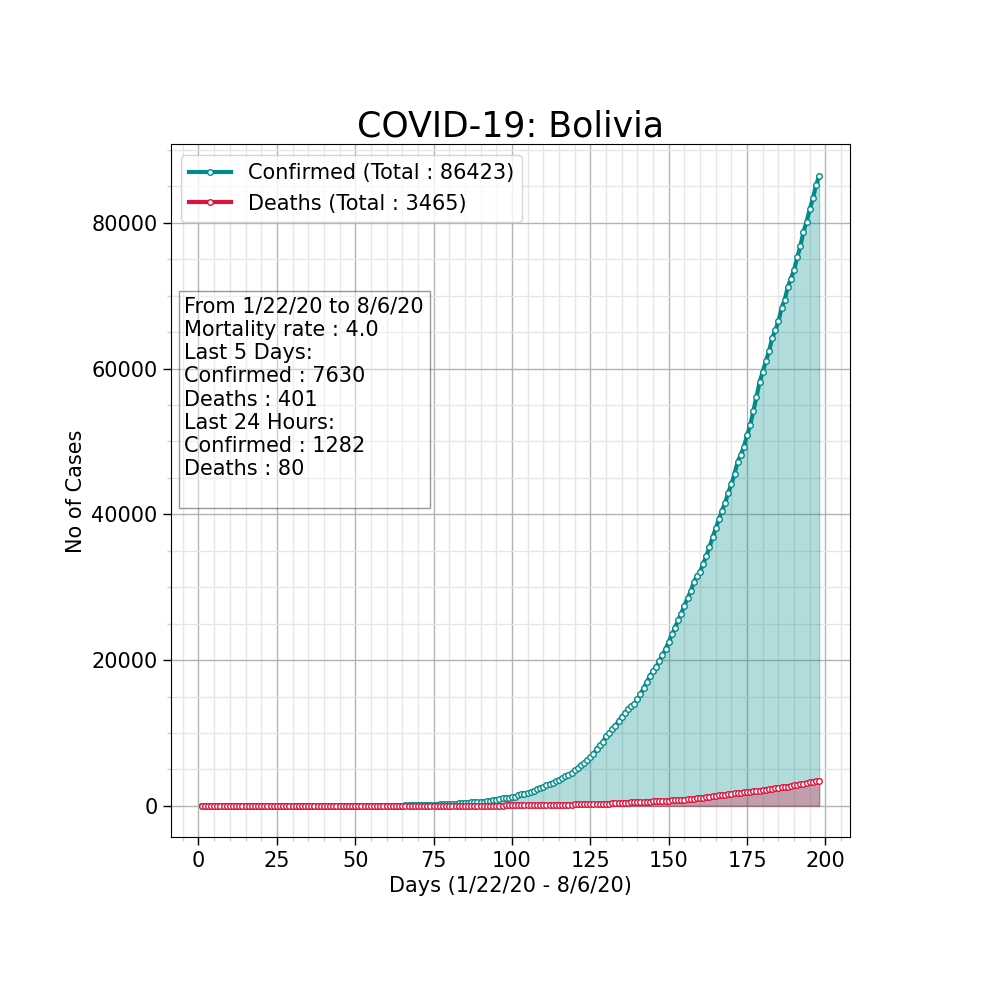 COVID-19: Bolivia
Confirmed (Total : 86423)
Deaths (Total : 3465)
From 1/22/20 to 8/6/20
Mortality rate : 4.0
Last 5 Days:
Confirmed : 7630
Deaths : 401
Last 24 Hours:
Confirmed : 1282
Deaths : 80
No of Cases
80000
60000
40000
20000
0
0 25 50 75 100 125 150 175 200
Days (1/22/20 - 8/6/20)